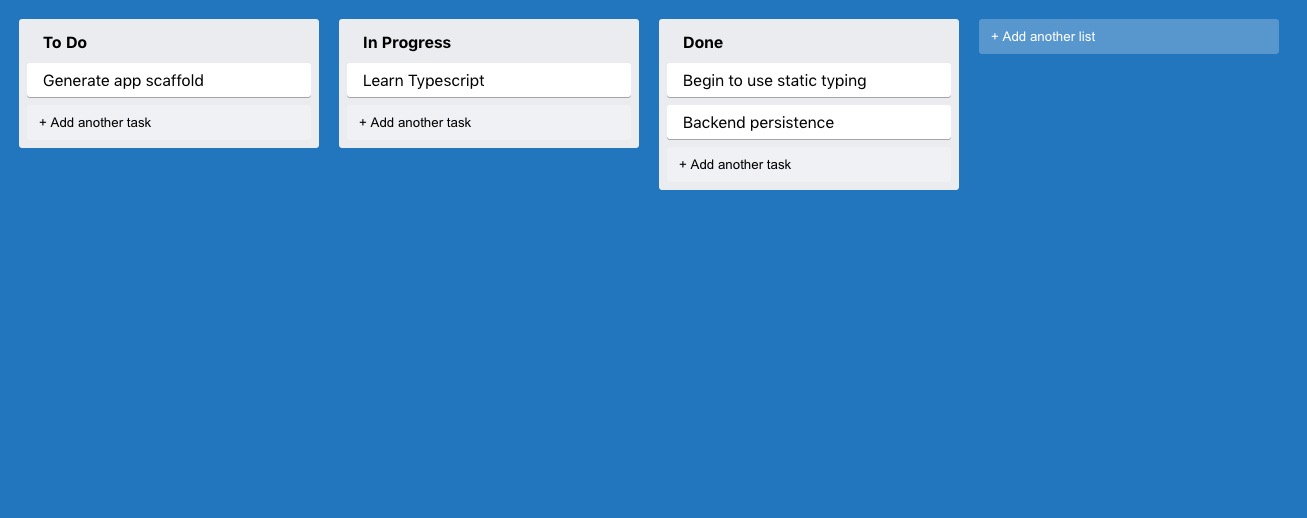 To Do
Generate app scaffold
+ Add another task
In Progress
Learn Typescript
+ Add another task
Done
Begin to use static typing
Backend persistence
+ Add another task
+ Add another list